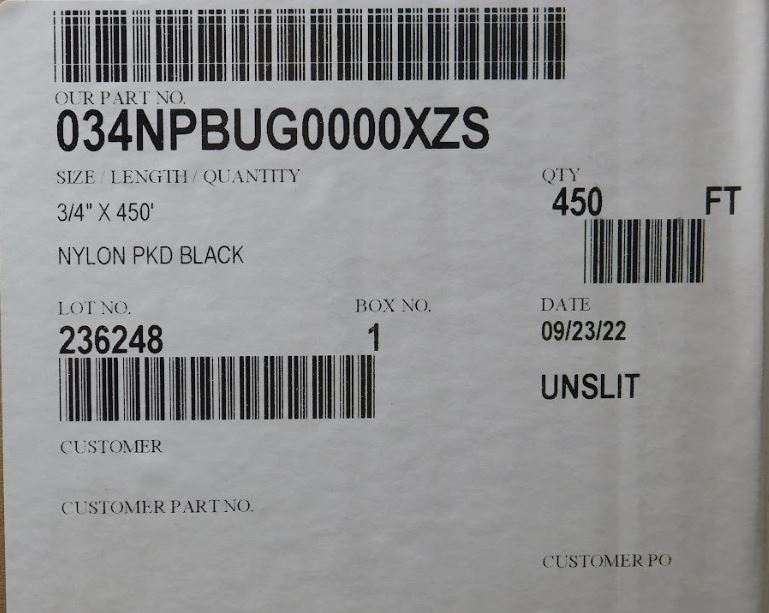 OUR PART NO.
034NPBUG0000XZS
SIZE / LENGTH / QUANTITY
QTY
3/4" X 450'
450 FT
NYLON PKD BLACK
LOT NO.
BOX NO.
DATE
236248
1
09/23/22
UNSLIT
CUSTOMER
CUSTOMER PART NO.
CUSTOMER PO